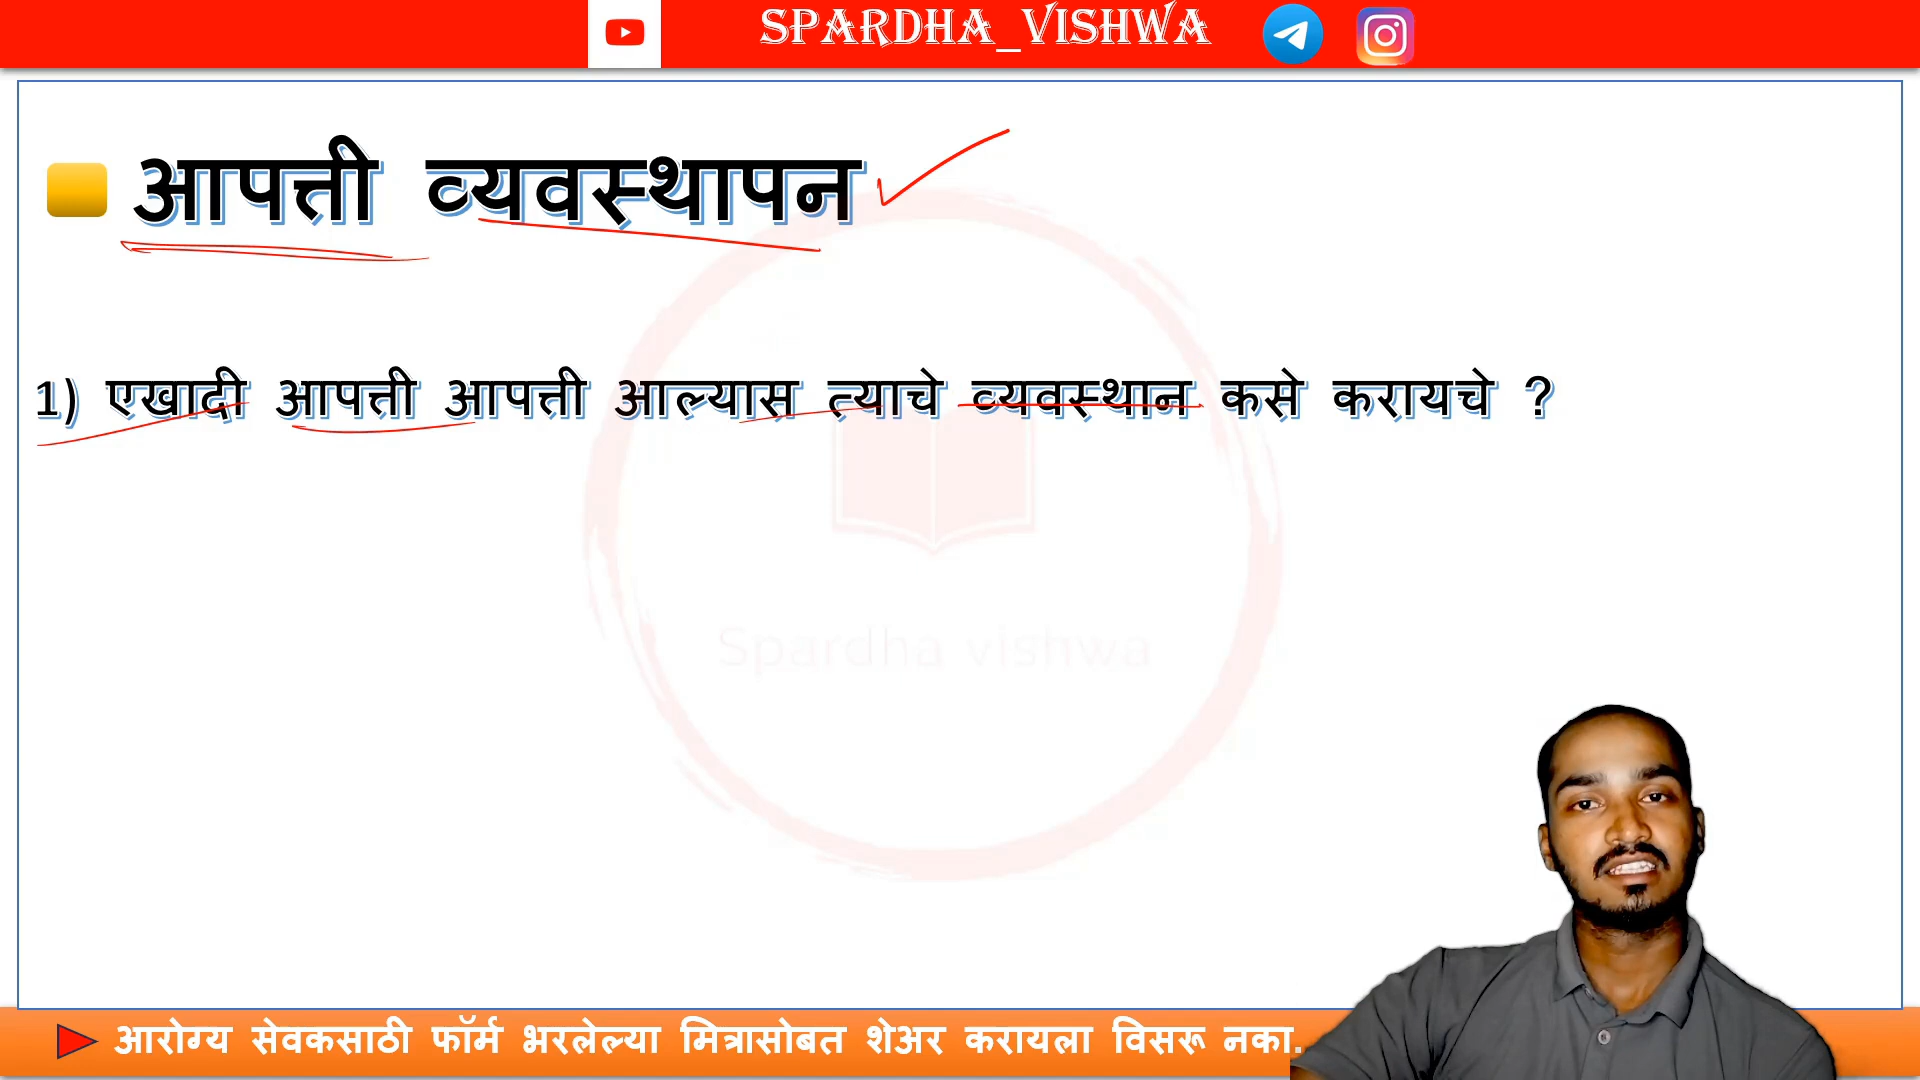 SPARDHA_VISHWA
आपत्ती व्यवस्थापन
1) एखादी आपत्ती आपत्ती आल्यास त्याचे व्यवस्थान कसे करायचे ?
Spardha vishwa
आरोग्य सेवकसाठी फॉर्म भरलेल्या मित्रासोबत शेअर करायला विसरू नका.